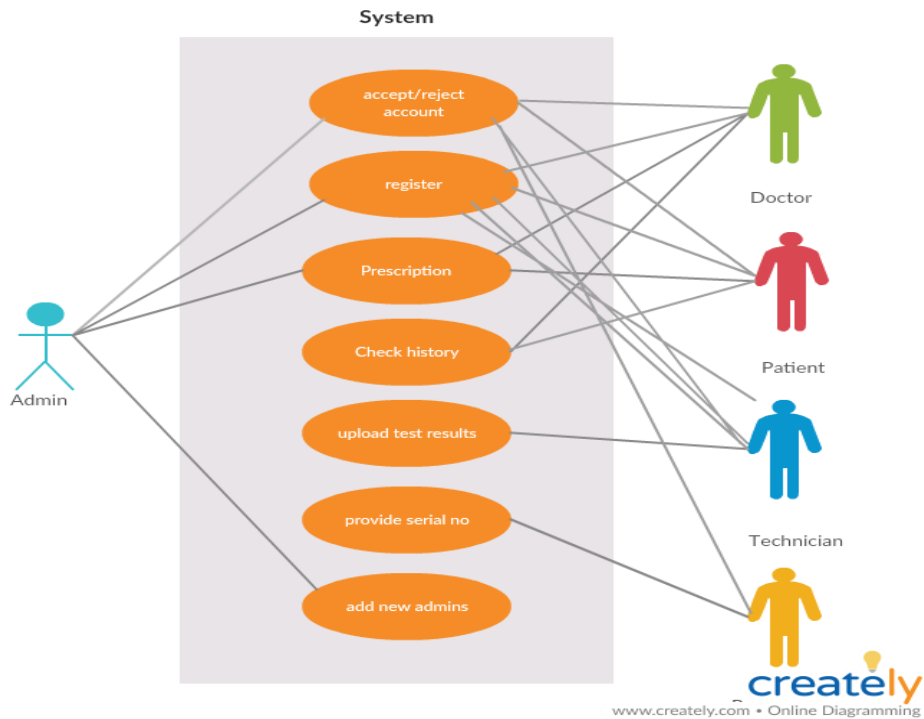 System
accept/reject
account
Doctor
register
Prescription
Patient
Check history
Admin
upload test results
Technician
provide serial no
add new admins
creately
www.creately.com • Online Diagramming